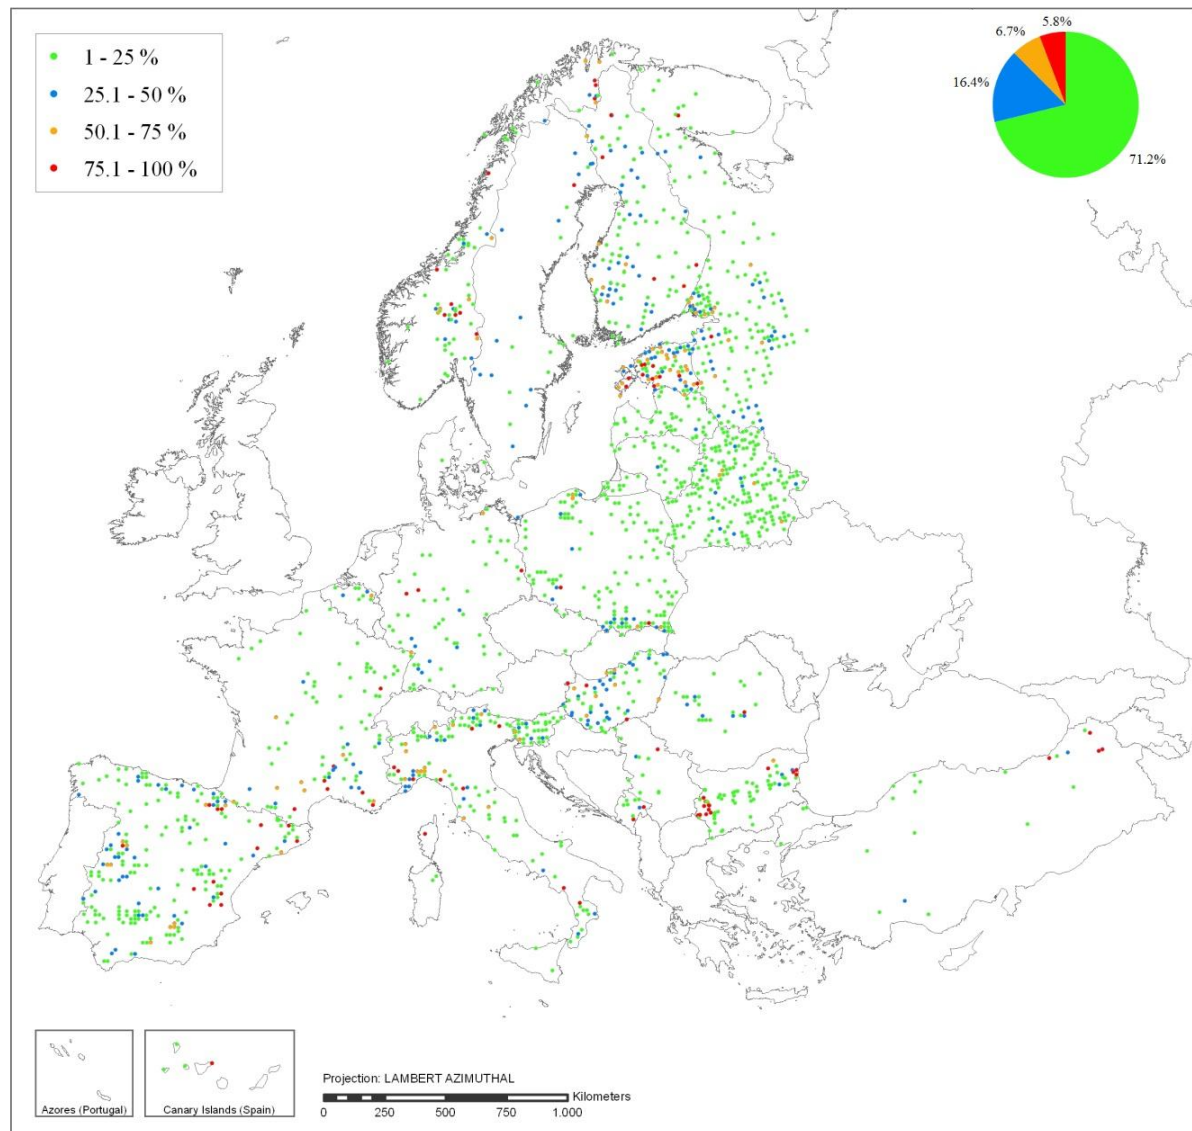 1 - 25 %
25.1 - 50 %
50.1 - 75 %
75.1 - 100 %
5.8%
6.7%
16.4%
71.2%
Projection: LAMBERT AZIMUTHAL
Kilometers
0 250 500 750 1.000
Azores (Portugal)
Canary Islands (Spain)